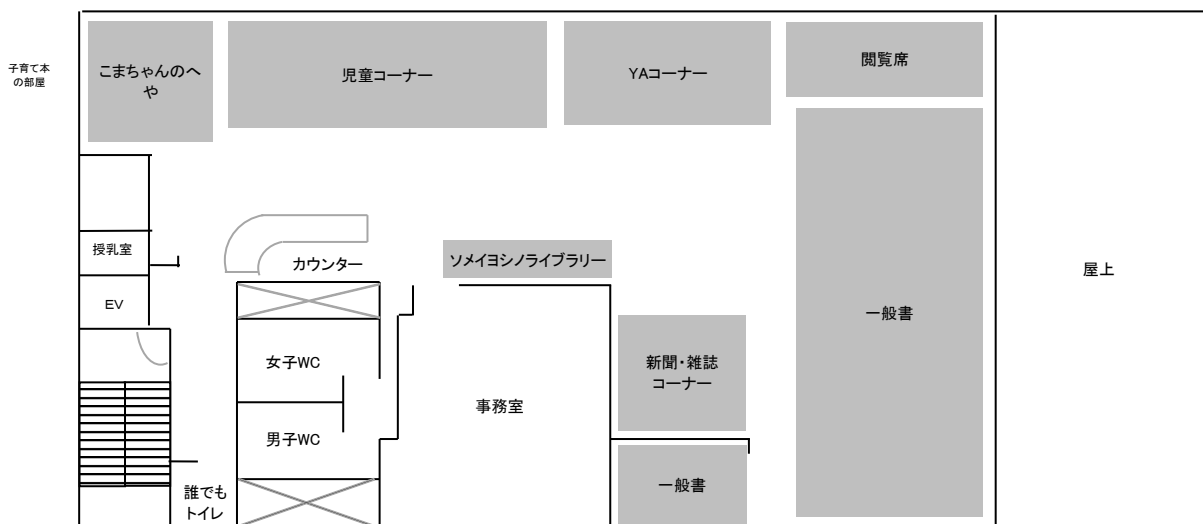 子育て本
の部屋
こまちゃんのへ
や
児童コーナー
YAコーナー
閲覧席
授乳室
EV
カウンター
ソメイヨシノライブラリー
屋上
一般書
女子WC
新聞・雑誌
コーナー
事務室
男子WC
一般書
誰でも
トイレ